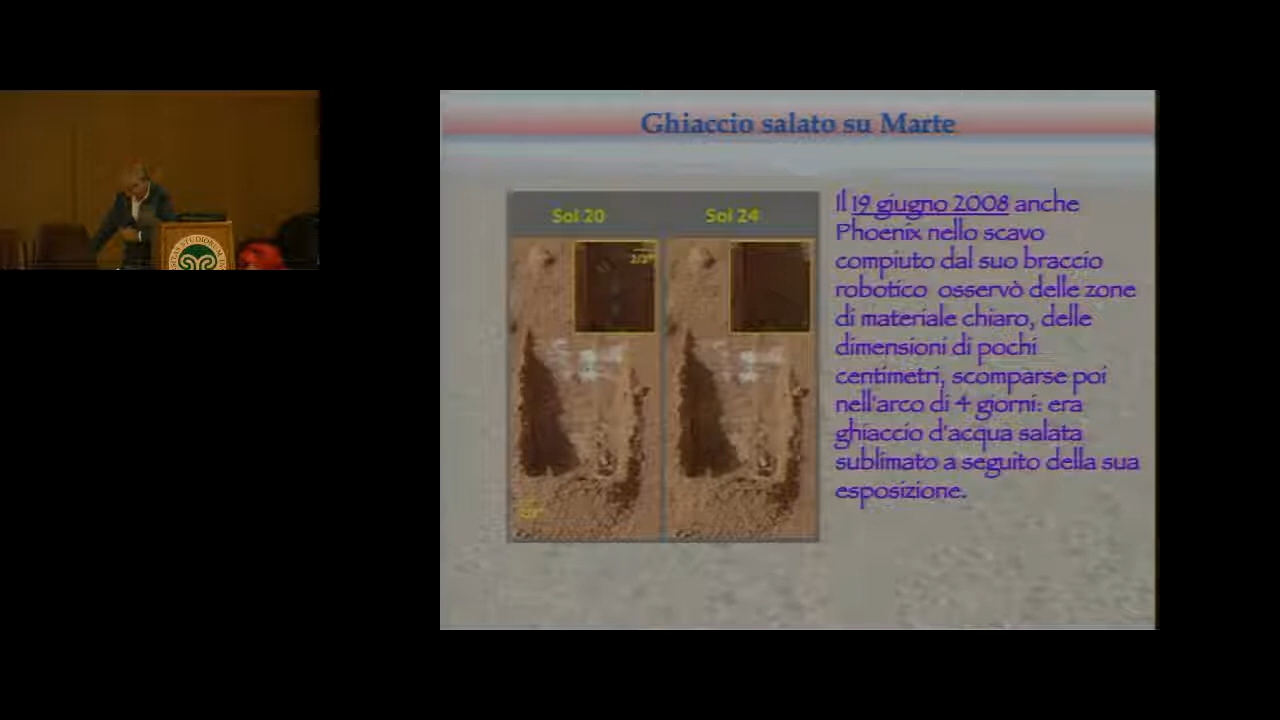 Ghiaccio salato su Marte
Sol 20
Sol 24
Il 19 giugno 2008 anche
Phoenix nello scavo
compiuto dal suo braccio
robotico osservò delle zone
di materiale chiaro, delle
dimensioni di pochi
centimetri, scomparse poi
nell'arco di 4 giorni: era
ghiaccio d'acqua salata
sublimato a seguito della sua
esposizione.